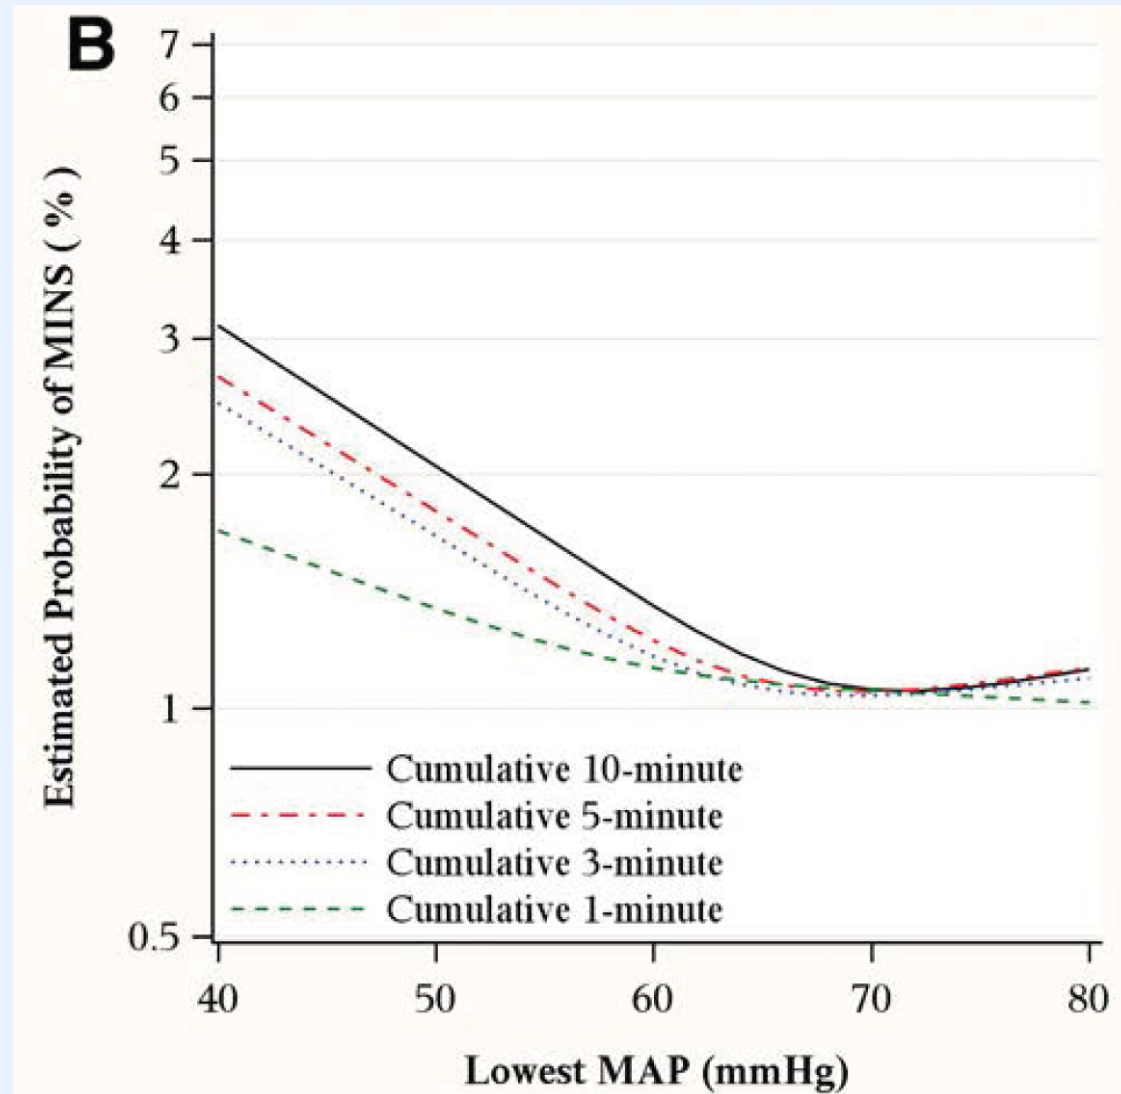 B
7
6
5
4
3
2
1
0.5
Estimated Probability of MINS ( % )
Cumulative 10-minute
Cumulative 5-minute
Cumulative 3-minute
Cumulative 1-minute
40 50 60 70 80
Lowest MAP (mmHg)